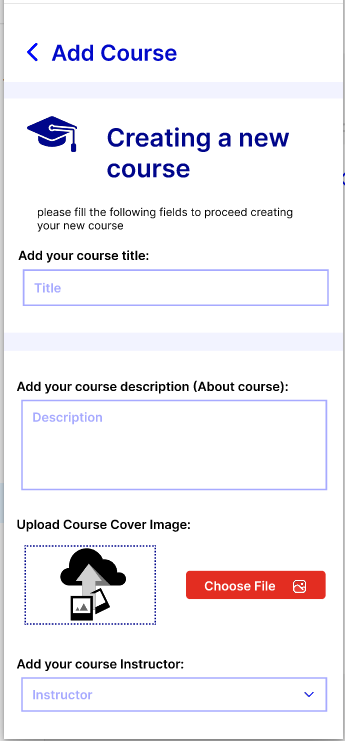 Add Course
Creating a new
course
please fill the following fields to proceed creating
your new course
Add your course title:
Title
Add your course description (About course):
Description
Upload Course Cover Image:
Choose File
Add your course Instructor:
Instructor